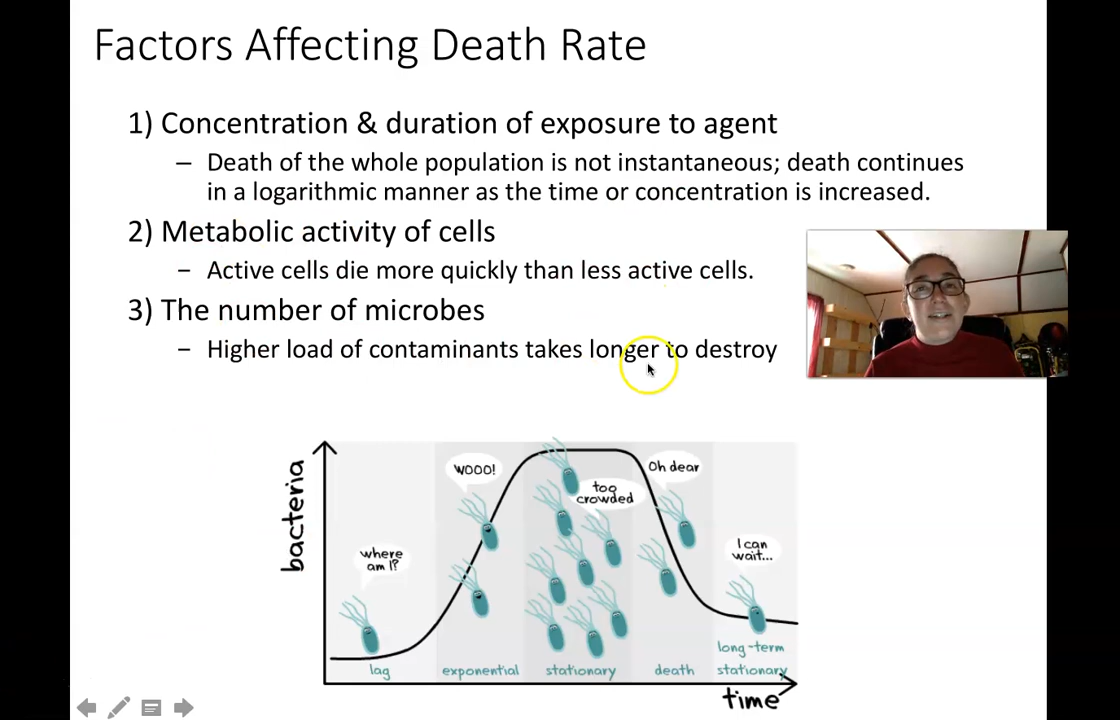 Factors Affecting Death Rate
1) Concentration & duration of exposure to agent
– Death of the whole population is not instantaneous; death continues
in a logarithmic manner as the time or concentration is increased.
2) Metabolic activity of cells
– Active cells die more quickly than less active cells.
3) The number of microbes
– Higher load of contaminants takes longer to destroy
bacteria
where
am I?
WOOO!
too
crowded
Oh dear
I can
wait...
lag
exponential
stationary
death
long-term
stationary
time